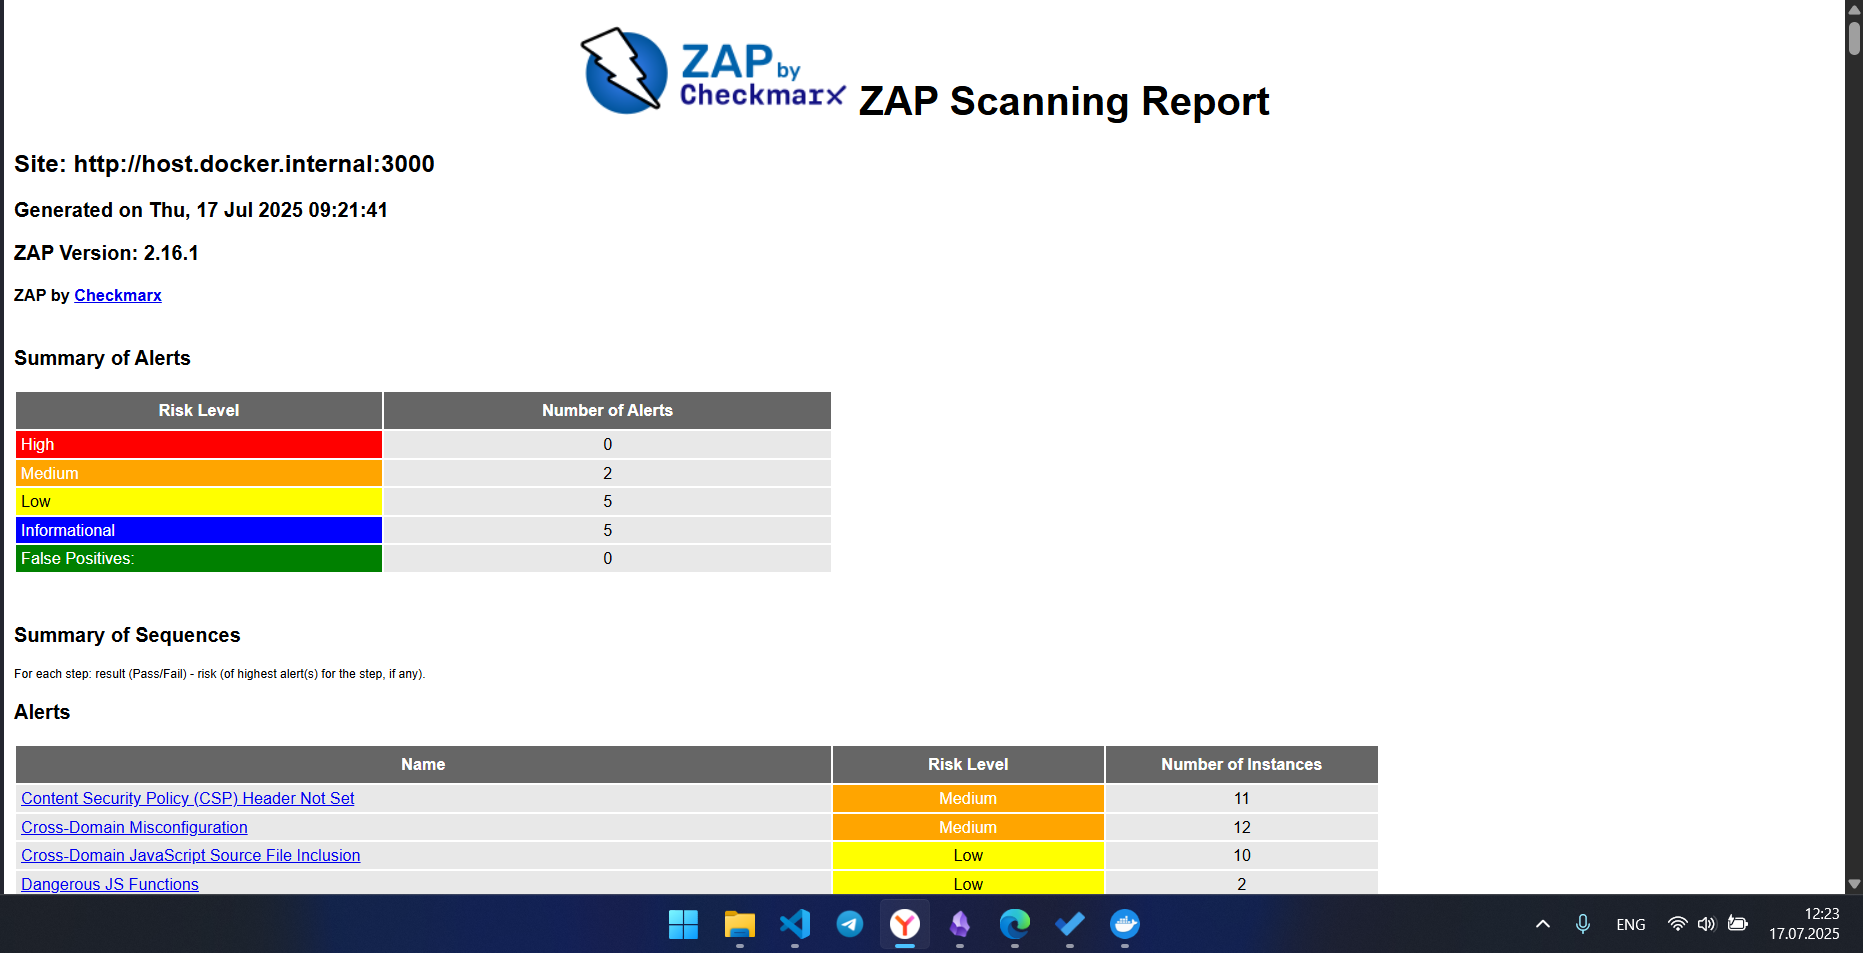 ZAP by
Checkmarx
ZAP Scanning Report
Site: http://host.docker.internal:3000
Generated on Thu, 17 Jul 2025 09:21:41
ZAP Version: 2.16.1
ZAP by Checkmarx
Summary of Alerts
Risk Level Number of Alerts
High 0
Medium 2
Low 5
Informational 5
False Positives: 0
Summary of Sequences
For each step: result (Pass/Fail) - risk (of highest alert(s) for the step, if any).
Alerts
Name Risk Level Number of Instances
Content Security Policy (CSP) Header Not Set Medium 11
Cross-Domain Misconfiguration Medium 12
Cross-Domain JavaScript Source File Inclusion Low 10
Dangerous JS Functions Low 2
ENG
12:23
17.07.2025